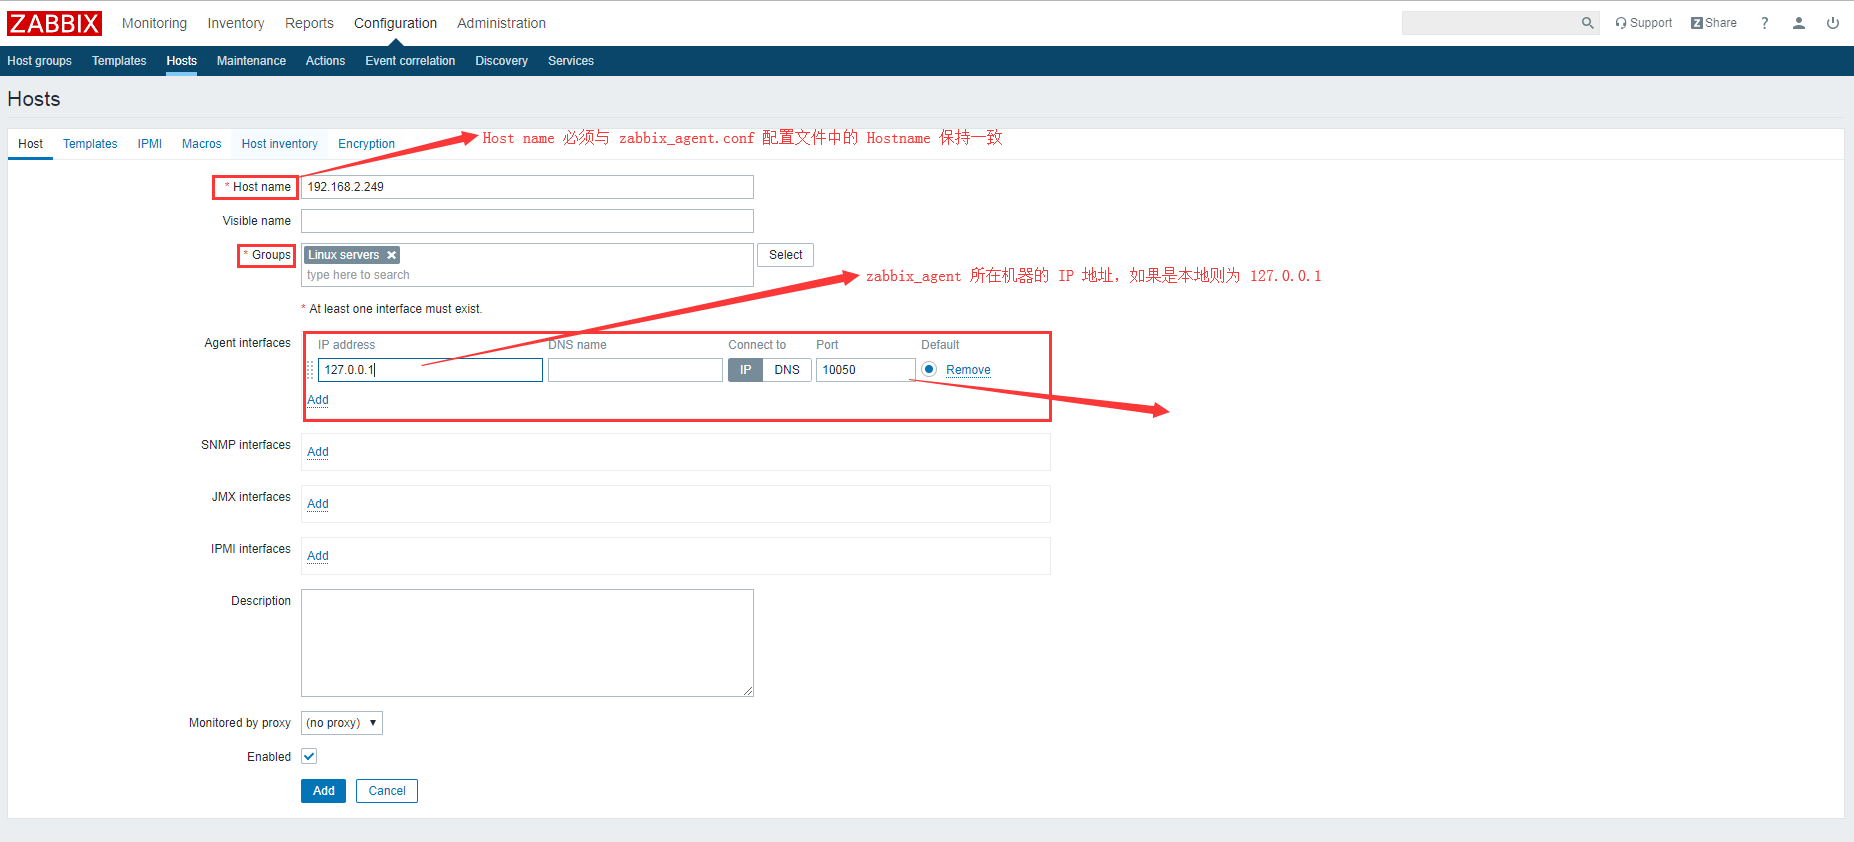 ZABBIX Monitoring Inventory Reports Configuration Administration Support Z Share ?
Host groups Templates Hosts Maintenance Actions Event correlation Discovery Services
Hosts
Host Templates IPMI Macros Host inventory Encryption
Host name 必须与 zabbix_agent.conf 配置文件中的 Hostname 保持一致
* Host name 192.168.2.249
Visible name
* Groups Linux servers Select
type here to search
zabbix_agent 所在机器的 IP 地址，如果是本地则为 127.0.0.1
* At least one interface must exist.
Agent interfaces IP address DNS name Connect to Port Default
127.0.0.1 IP DNS 10050 Remove
Add
SNMP interfaces Add
JMX interfaces Add
IPMI interfaces Add
Description
Monitored by proxy (no proxy)
Enabled
Add Cancel